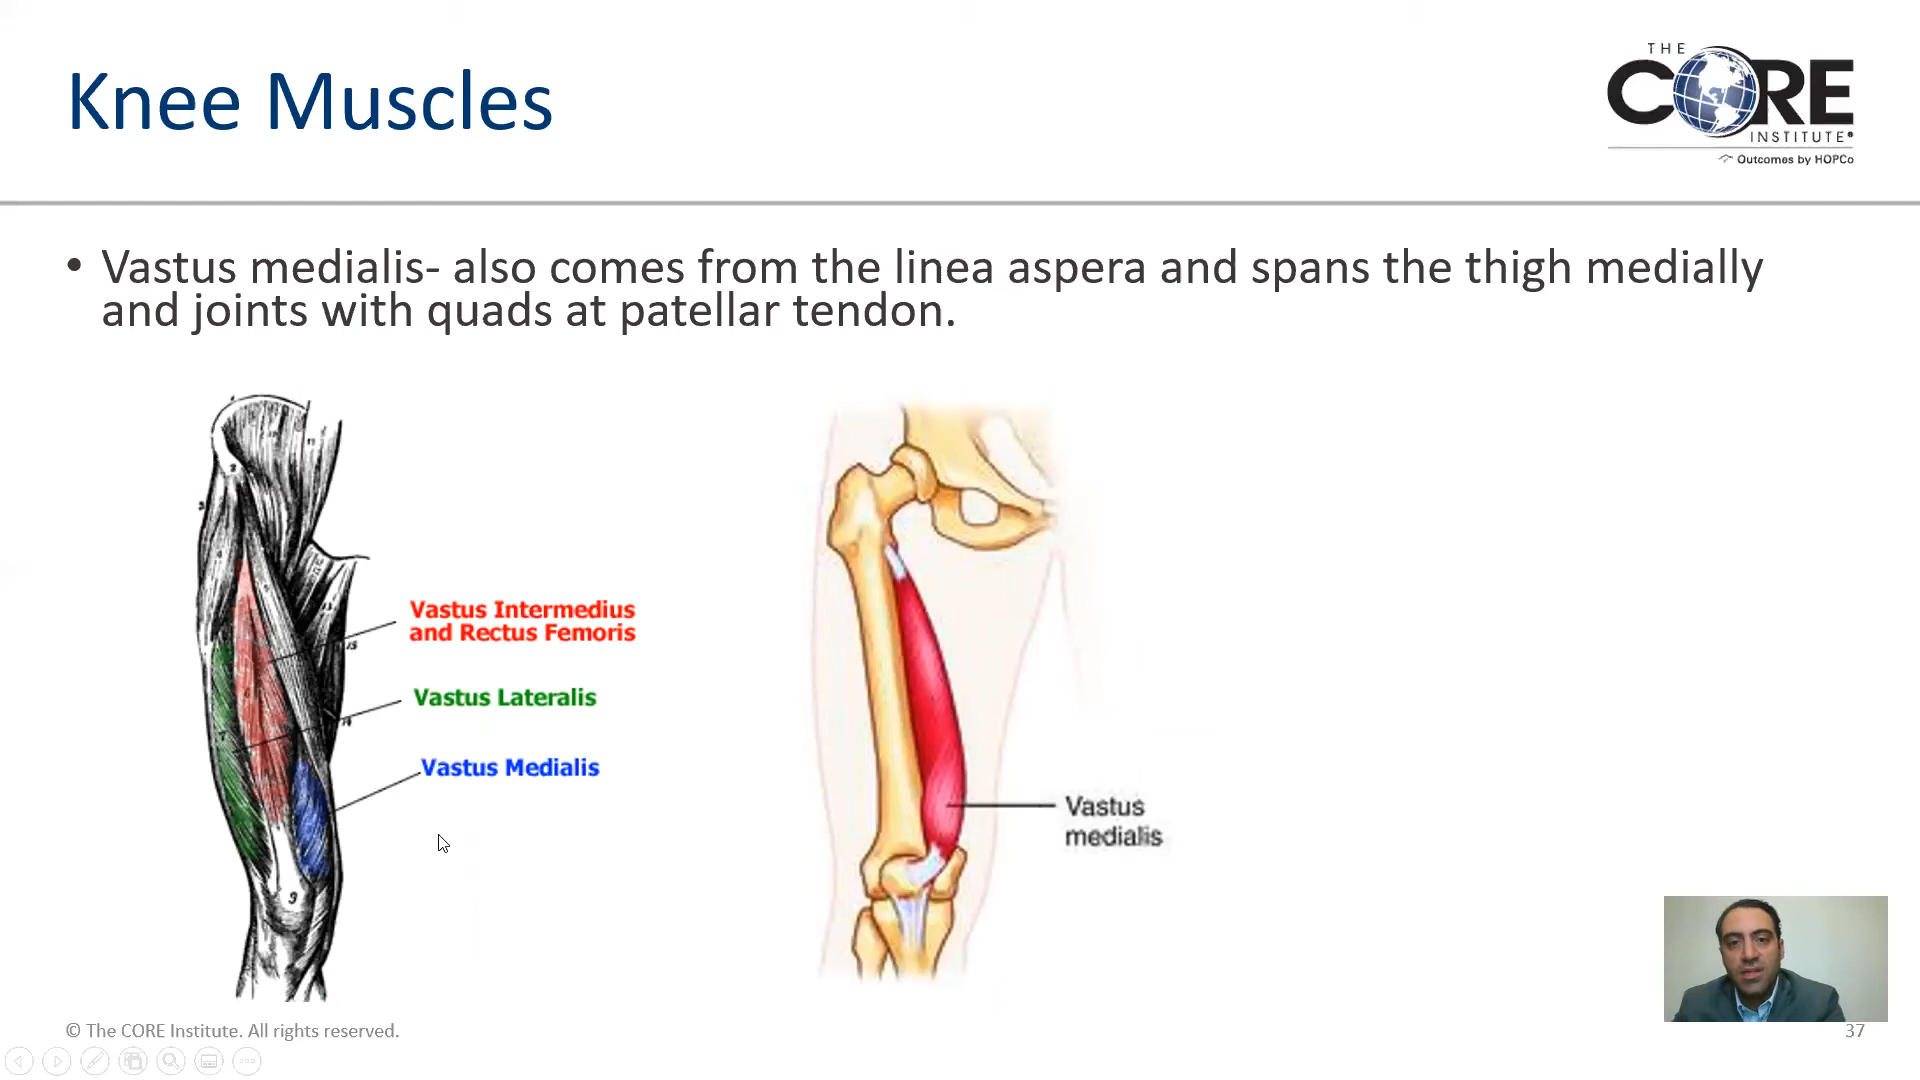 Knee Muscles
THE
CORE
INSTITUTE®
Outcomes by HOPCo
• Vastus medialis- also comes from the linea aspera and spans the thigh medially
and joints with quads at patellar tendon.
Vastus Intermedius
and Rectus Femoris
Vastus Lateralis
Vastus Medialis
Vastus
medialis
15
9
© The CORE Institute. All rights reserved.
37